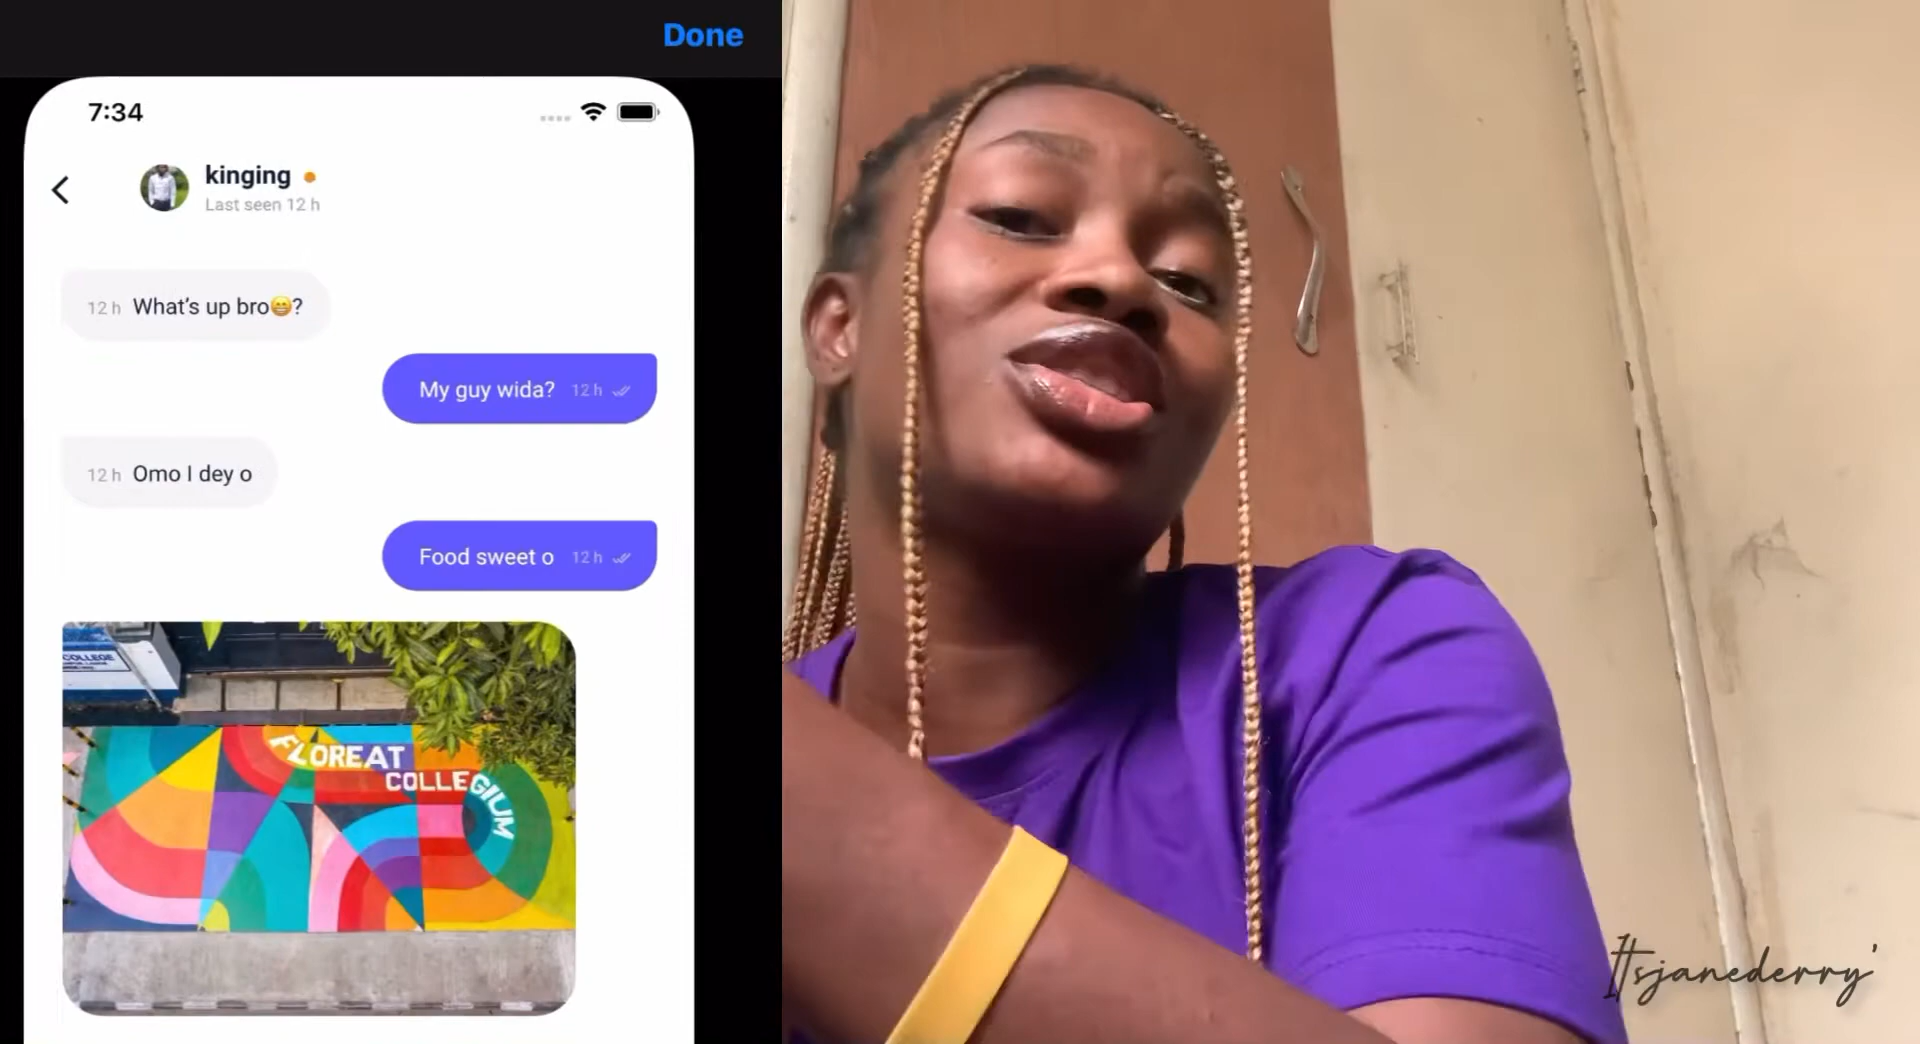 Done
7:34
kinging
Last seen 12 h
12 h What's up bro😁?
My guy wida? 12 h
12 h Omo I dey o
Food sweet o 12 h
COLLEGE
FLOREAT
COLLEGIUM
Itsjanederry'